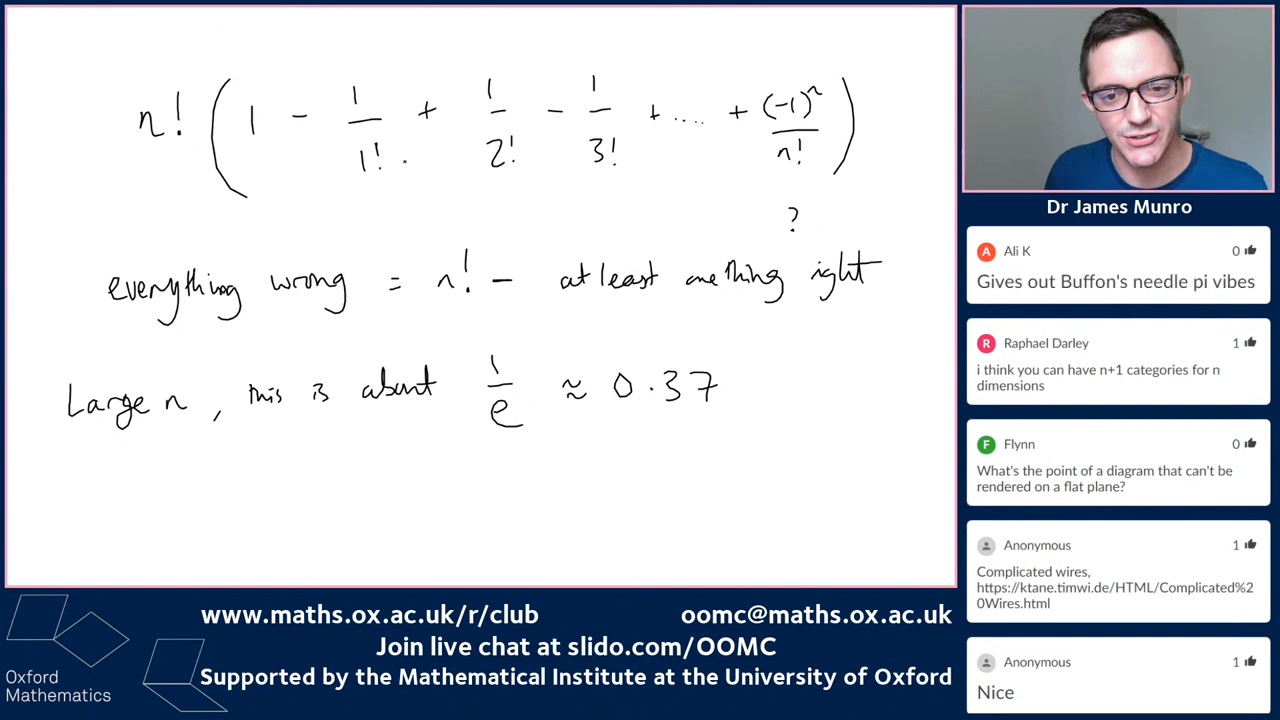 n! (1 - 1/1! + 1/2! - 1/3! + .... + (-1)^n/n!)
?
everything wrong = n! - at least one thing right
Large n, this is about 1/e ≈ 0.37
Dr James Munro
A Ali K 0
Gives out Buffon's needle pi vibes
R Raphael Darley 1
i think you can have n+1 categories for n
dimensions
F Flynn 0
What's the point of a diagram that can't be
rendered on a flat plane?
Anonymous 1
Complicated wires,
https://ktane.timwi.de/HTML/Complicated%2
0Wires.html
Anonymous 1
Nice
www.maths.ox.ac.uk/r/club oomc@maths.ox.ac.uk
Join live chat at slido.com/OOMC
Supported by the Mathematical Institute at the University of Oxford
Oxford
Mathematics